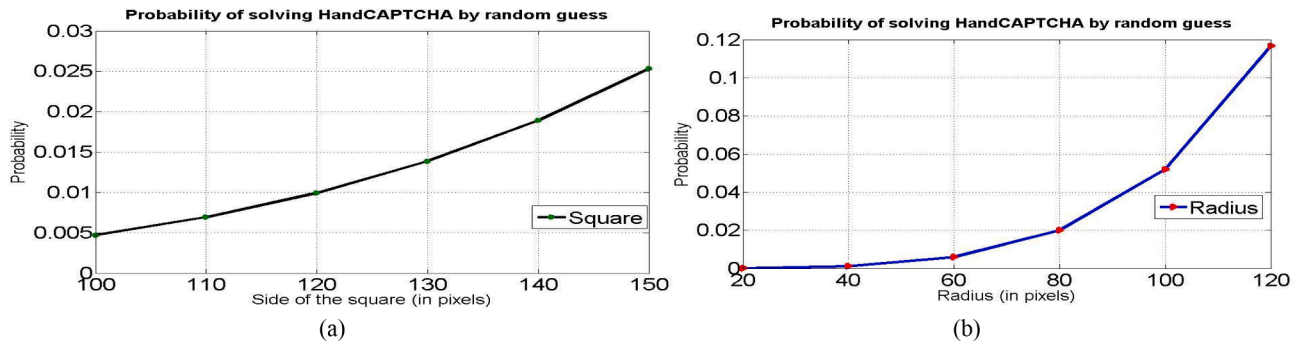 Probability of solving HandCAPTCHA by random guess
0.03
0.025
0.02
0.015
0.01
0.005
0
Probability
100 110 120 130 140 150
Side of the square (in pixels)
Square
(a)
Probability of solving HandCAPTCHA by random guess
0.12
0.1
0.08
0.06
0.04
0.02
0
Probability
20 40 60 80 100 120
Radius (in pixels)
Radius
(b)